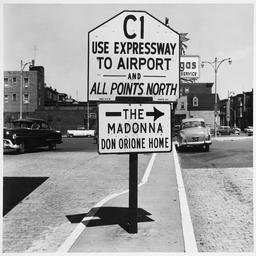 C1
USE EXPRESSWAY
TO AIRPORT
AND
ALL POINTS NORTH
THE
MADONNA
DON ORIONE HOME
gas
SERVICE